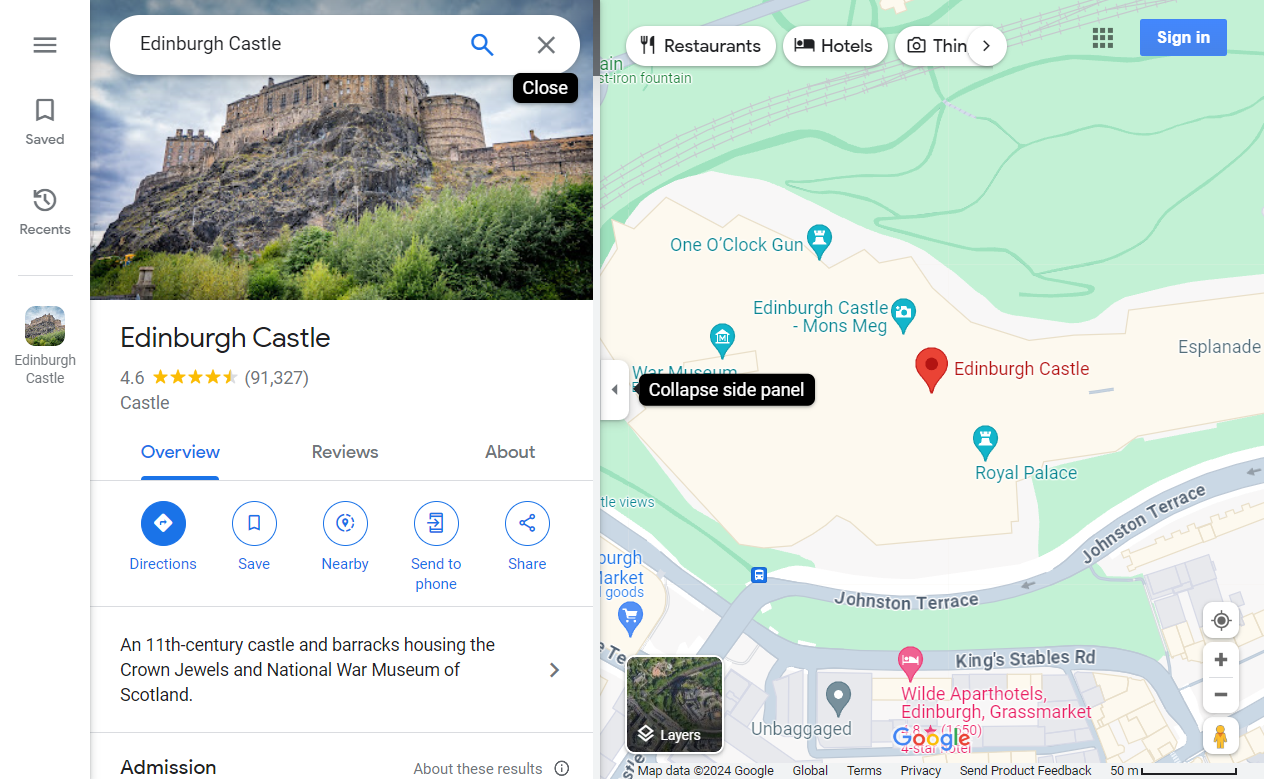 Edinburgh Castle
Close
Saved
Recents
Edinburgh
Castle
Edinburgh Castle
4.6
(91,327)
Castle
Overview
Reviews
About
Directions
Save
Nearby
Send to
phone
Share
An 11th-century castle and barracks housing the
Crown Jewels and National War Museum of
Scotland.
Admission
About these results
Restaurants
Hotels
Thin
Sign in
ain
st-iron fountain
One O'Clock Gun
Edinburgh Castle
- Mons Meg
War Museum
Collapse side panel
Edinburgh Castle
Esplanade
Royal Palace
tle views
Johnston Terrace
burgh
Market
goods
Johnston Terrace
King's Stables Rd
Wilde Aparthotels,
Edinburgh, Grassmarket
4-star hotel
Unbaggaged
Layers
Google
Map data ©2024 Google
Global
Terms
Privacy
Send Product Feedback
50 m